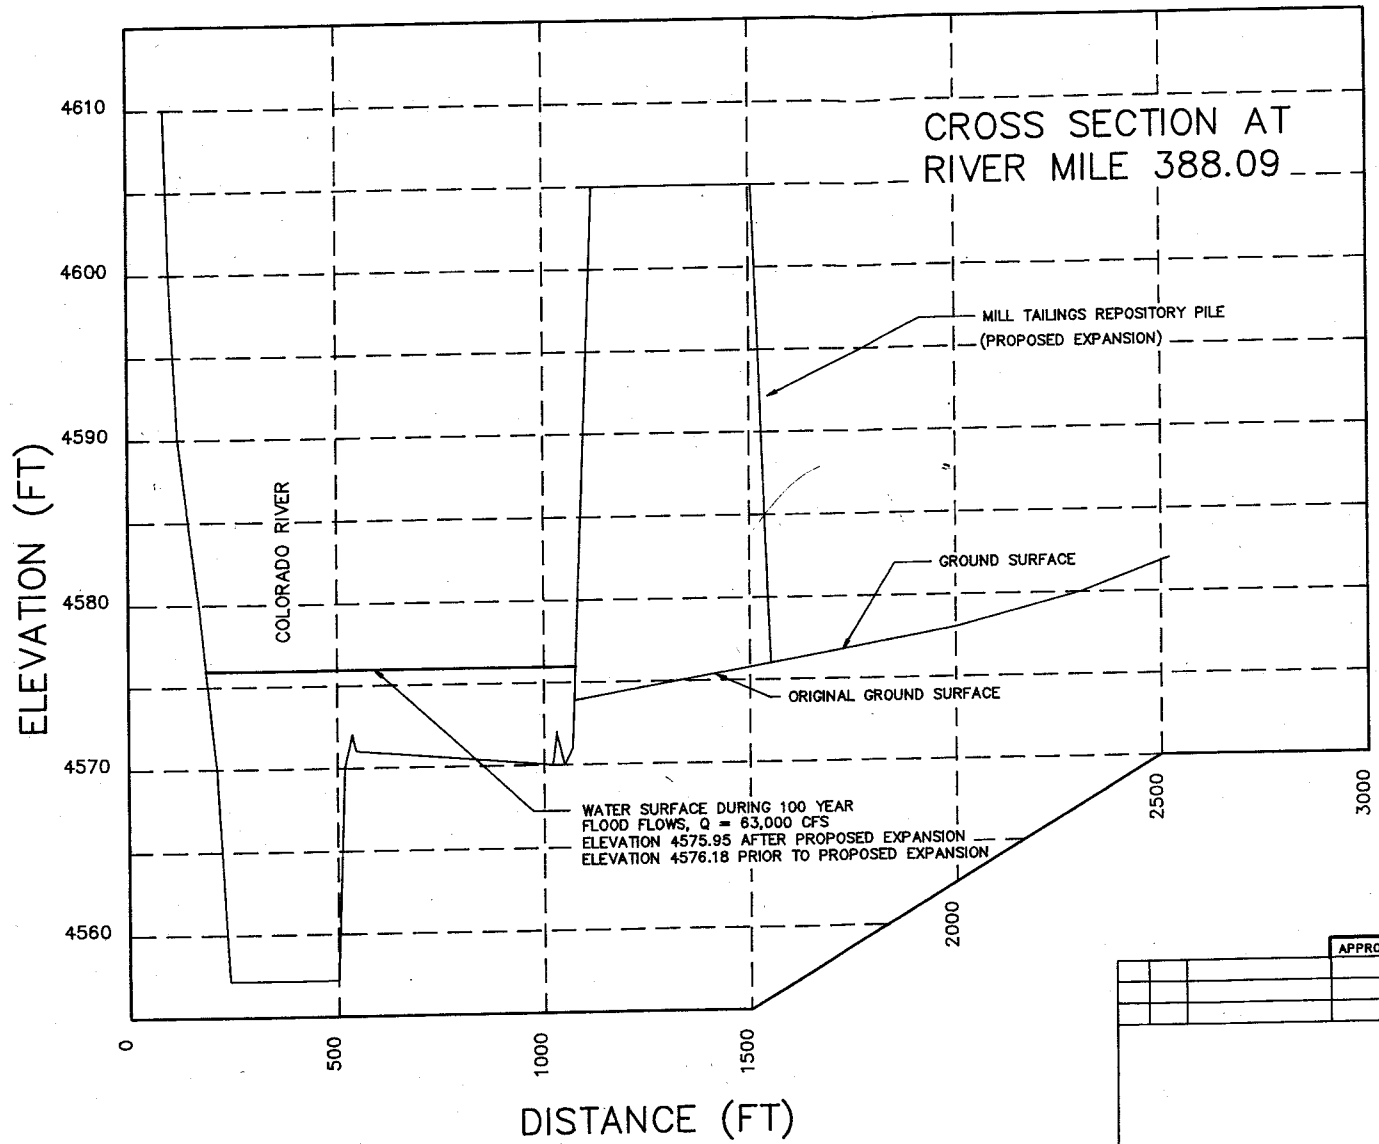 CROSS SECTION AT
RIVER MILE 388.09
4610
4600
4590
4580
4570
4560
ELEVATION (FT)
COLORADO RIVER
MILL TAILINGS REPOSITORY PILE
(PROPOSED EXPANSION)
GROUND SURFACE
ORIGINAL GROUND SURFACE
WATER SURFACE DURING 100 YEAR
FLOOD FLOWS, Q = 63,000 CFS
ELEVATION 4575.95 AFTER PROPOSED EXPANSION
ELEVATION 4576.18 PRIOR TO PROPOSED EXPANSION
0
500
1000
1500
2000
2500
3000
DISTANCE (FT)
APPRO